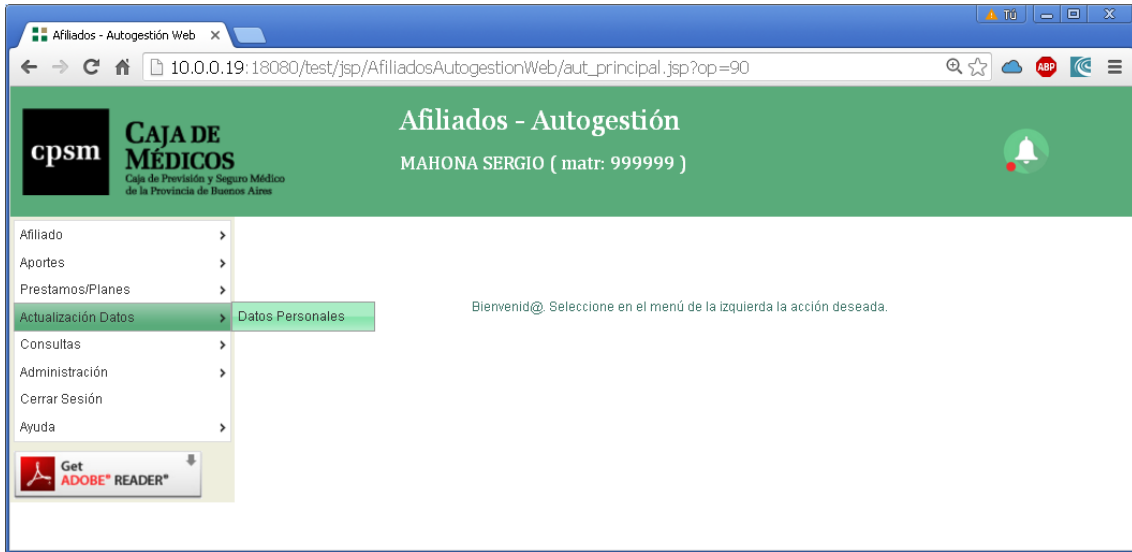 Tú
Afiliados - Autogestión Web
10.0.0.19:18080/test/jsp/AfiliadosAutogestionWeb/aut_principal.jsp?op=90
ABP
cpsm
CAJA DE
MÉDICOS
Caja de Previsión y Seguro Médico
de la Provincia de Buenos Aires
Afiliados - Autogestión
MAHONA SERGIO ( matr: 999999 )
Afiliado
Aportes
Prestamos/Planes
Actualización Datos
Datos Personales
Consultas
Administración
Cerrar Sesión
Ayuda
Bienvenid@. Seleccione en el menú de la izquierda la acción deseada.
Get
ADOBE® READER®